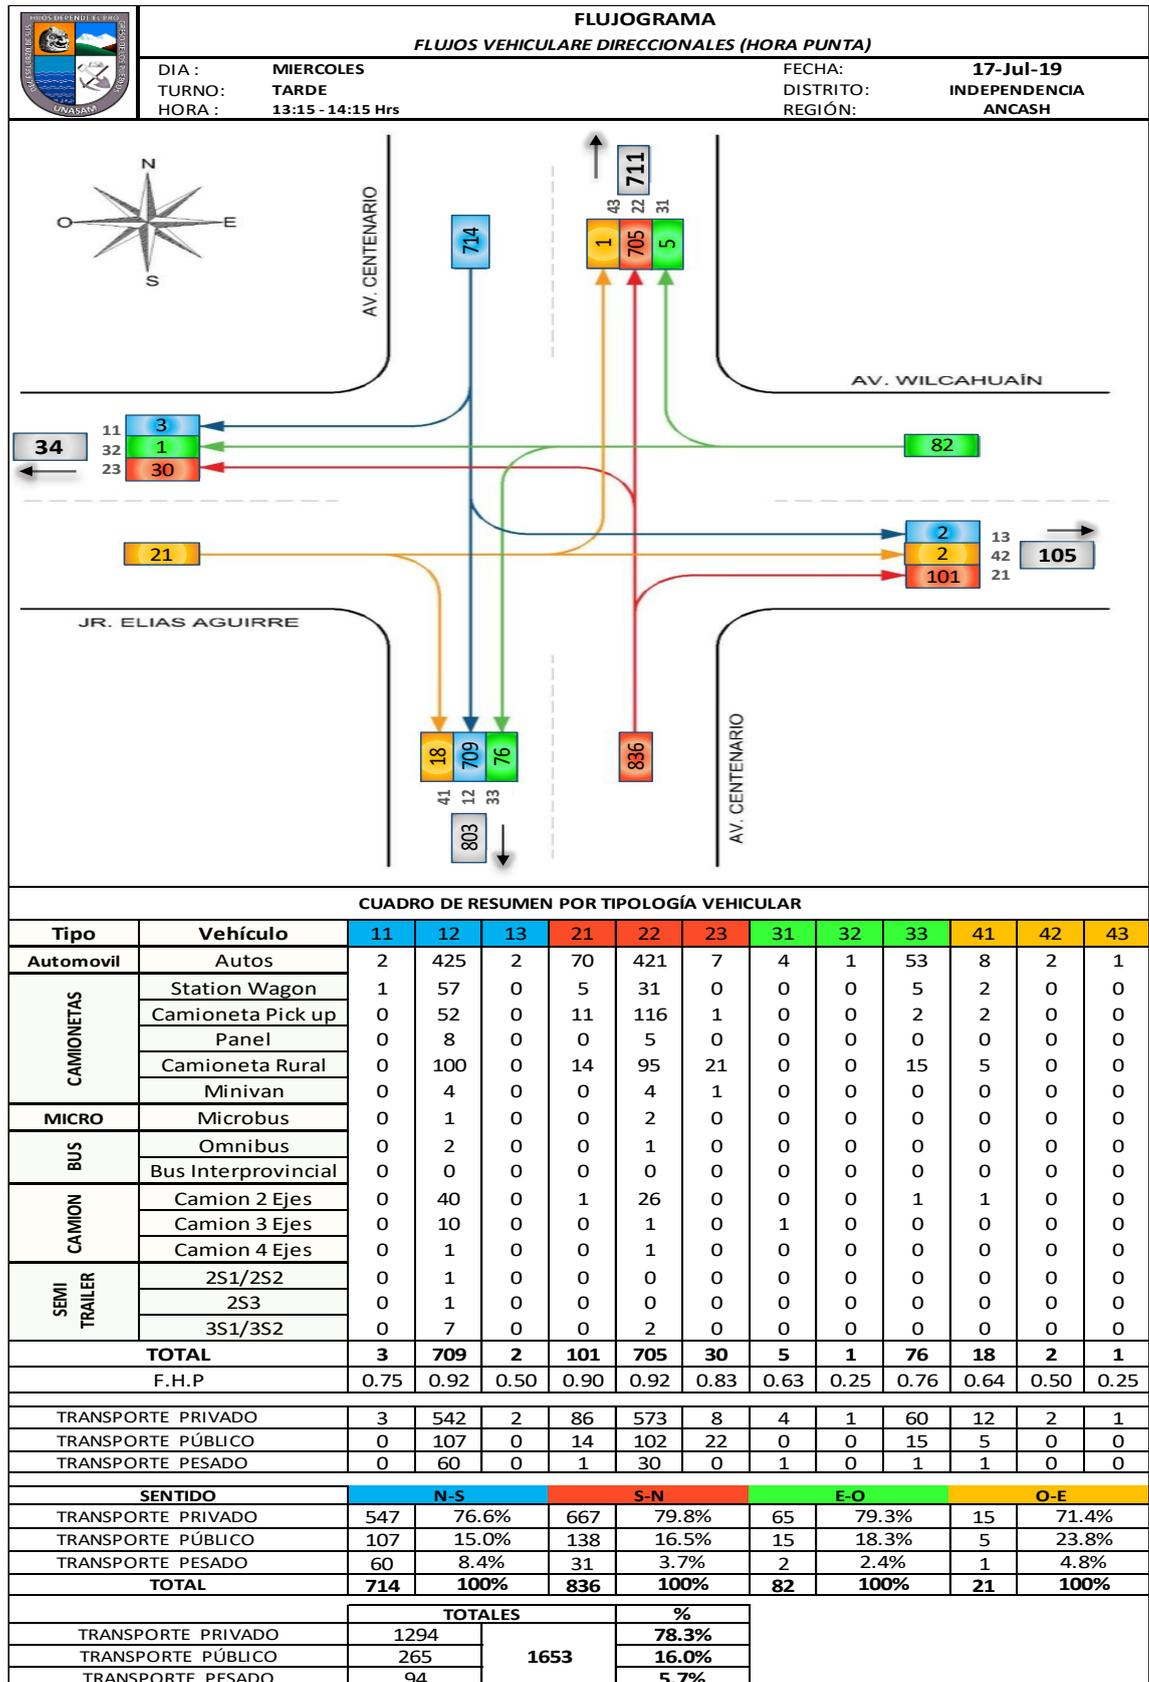 FLUJOGRAMA
FLUJOS VEHICULARE DIRECCIONALES (HORA PUNTA)
UNASAM
DIA : MIERCOLES FECHA: 17-Jul-19
TURNO: TARDE DISTRITO: INDEPENDENCIA
HORA : 13:15 - 14:15 Hrs REGIÓN: ANCASH
N
O E
S
AV. CENTENARIO
714
711
43 22 31
1 705 5
AV. WILCAHUAÍN
34
11 3
32 1
23 30
82
21
2 13
2 42
101 21
105
JR. ELIAS AGUIRRE
18 709 76
41 12 33
803
836
AV. CENTENARIO
CUADRO DE RESUMEN POR TIPOLOGÍA VEHICULAR
Tipo Vehículo 11 12 13 21 22 23 31 32 33 41 42 43
Automovil Autos 2 425 2 70 421 7 4 1 53 8 2 1
CAMIONETAS
Station Wagon 1 57 0 5 31 0 0 0 5 2 0 0
Camioneta Pick up 0 52 0 11 116 1 0 0 2 2 0 0
Panel 0 8 0 0 5 0 0 0 0 0 0 0
Camioneta Rural 0 100 0 14 95 21 0 0 15 5 0 0
Minivan 0 4 0 0 4 1 0 0 0 0 0 0
MICRO Microbus 0 1 0 0 2 0 0 0 0 0 0 0
BUS
Omnibus 0 2 0 0 1 0 0 0 0 0 0 0
Bus Interprovincial 0 0 0 0 0 0 0 0 0 0 0 0
CAMION
Camion 2 Ejes 0 40 0 1 26 0 0 0 1 1 0 0
Camion 3 Ejes 0 10 0 0 1 0 1 0 0 0 0 0
Camion 4 Ejes 0 1 0 0 1 0 0 0 0 0 0 0
SEMI TRAILER
2S1/2S2 0 1 0 0 0 0 0 0 0 0 0 0
2S3 0 1 0 0 0 0 0 0 0 0 0 0
3S1/3S2 0 7 0 0 2 0 0 0 0 0 0 0
TOTAL 3 709 2 101 705 30 5 1 76 18 2 1
F.H.P 0.75 0.92 0.50 0.90 0.92 0.83 0.63 0.25 0.76 0.64 0.50 0.25
TRANSPORTE PRIVADO 3 542 2 86 573 8 4 1 60 12 2 1
TRANSPORTE PÚBLICO 0 107 0 14 102 22 0 0 15 5 0 0
TRANSPORTE PESADO 0 60 0 1 30 0 1 0 1 1 0 0
SENTIDO N-S S-N E-O O-E
TRANSPORTE PRIVADO 547 76.6% 667 79.8% 65 79.3% 15 71.4%
TRANSPORTE PÚBLICO 107 15.0% 138 16.5% 15 18.3% 5 23.8%
TRANSPORTE PESADO 60 8.4% 31 3.7% 2 2.4% 1 4.8%
TOTAL 714 100% 836 100% 82 100% 21 100%
TOTALES %
TRANSPORTE PRIVADO 1294 78.3%
TRANSPORTE PÚBLICO 265 1653 16.0%
TRANSPORTE PESADO 94 5.7%